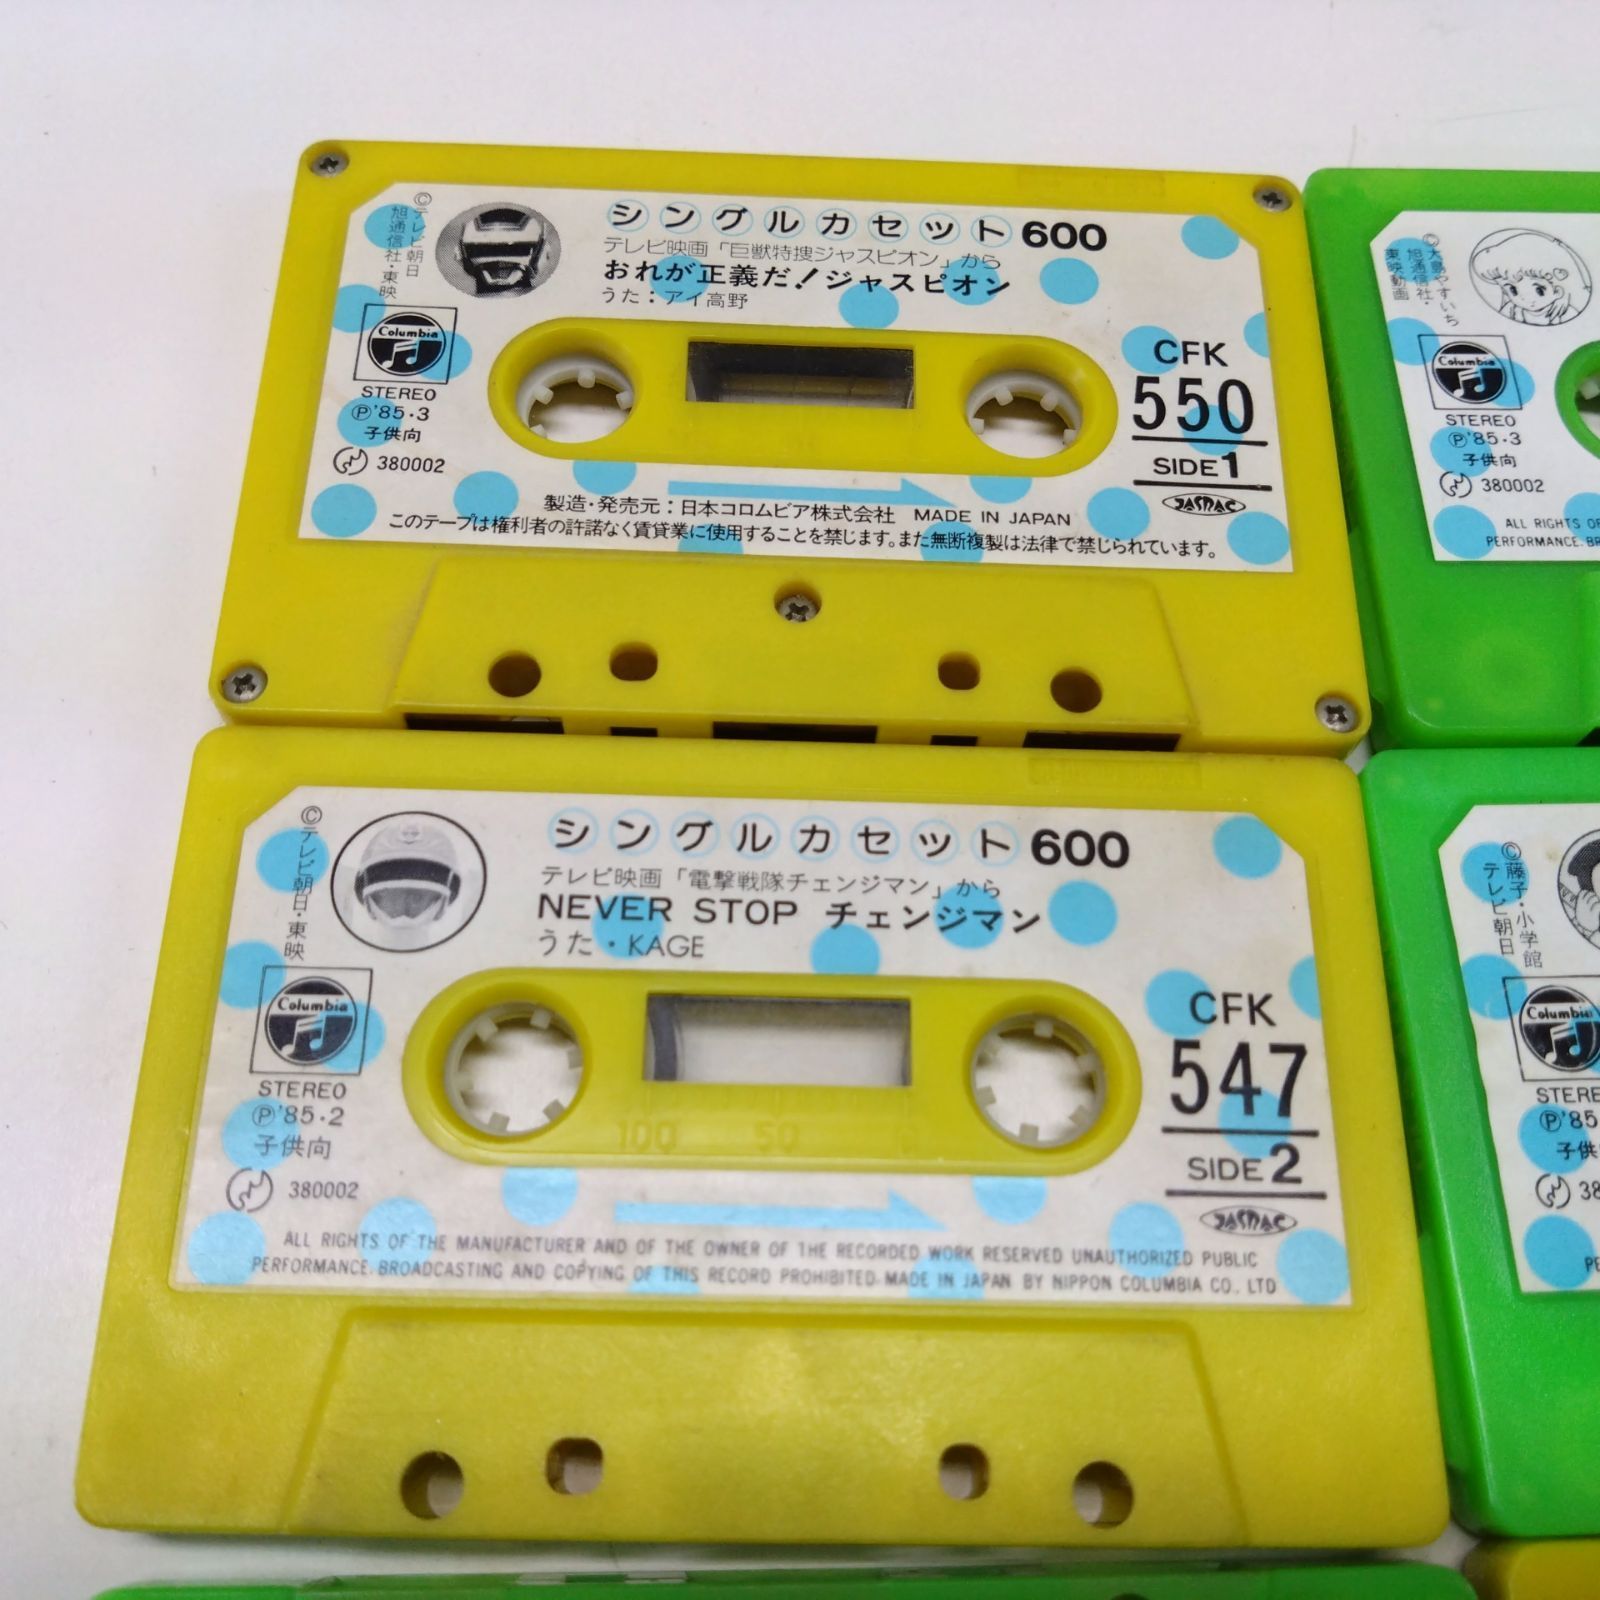 シングルカセット600
テレビ映画「巨獣特捜ジャスピオン」から
おれが正義だ!ジャスピオン
うた:アイ高野
©テレビ朝日
旭通信社・東映
Columbia
STEREO
Ⓟ'85・3
子供向
380002
CFK
550
SIDE1
JASRAC
製造・発売元:日本コロムビア株式会社 MADE IN JAPAN
このテープは権利者の許諾なく賃貸業に使用することを禁じます。また無断複製は法律で禁じられています。
©大島やすいち
旭通信社・
東映動画
Columbia
STEREO
Ⓟ'85・3
子供向
380002
ALL RIGHTS OF
PERFORMANCE. BR
シングルカセット600
テレビ映画「電撃戦隊チェンジマン」から
NEVER STOP チェンジマン
うた・KAGE
©テレビ朝日・東映
Columbia
STEREO
Ⓟ'85・2
子供向
380002
100 50 0
CFK
547
SIDE2
JASRAC
ALL RIGHTS OF THE MANUFACTURER AND OF THE OWNER OF THE RECORDED WORK RESERVED UNAUTHORIZED PUBLIC
PERFORMANCE. BROADCASTING AND COPYING OF THIS RECORD PROHIBITED. MADE IN JAPAN BY NIPPON COLUMBIA CO., LTD
©藤子・小学館
テレビ朝日
Columbia
STERE
Ⓟ'85
子供
38
PE